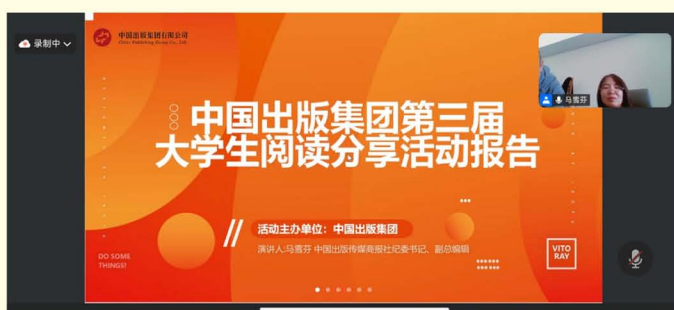 录制中
中国出版集团有限公司
China Publishing Group Co., Ltd.
马雪芬
中国出版集团第三届
大学生阅读分享活动报告
活动主办单位：中国出版集团
演讲人:马雪芬 中国出版传媒商报社纪委书记、副总编辑
DO SOME
THINGS?
VITO
RAY